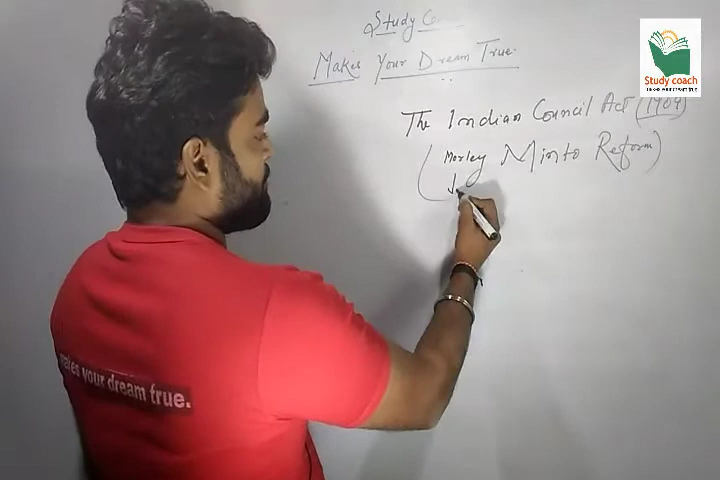 Study Co
Makes Your Dream True.
Study coach
The Indian Council Act (1909)
(Morley Minto Reform)
makes your dream true.